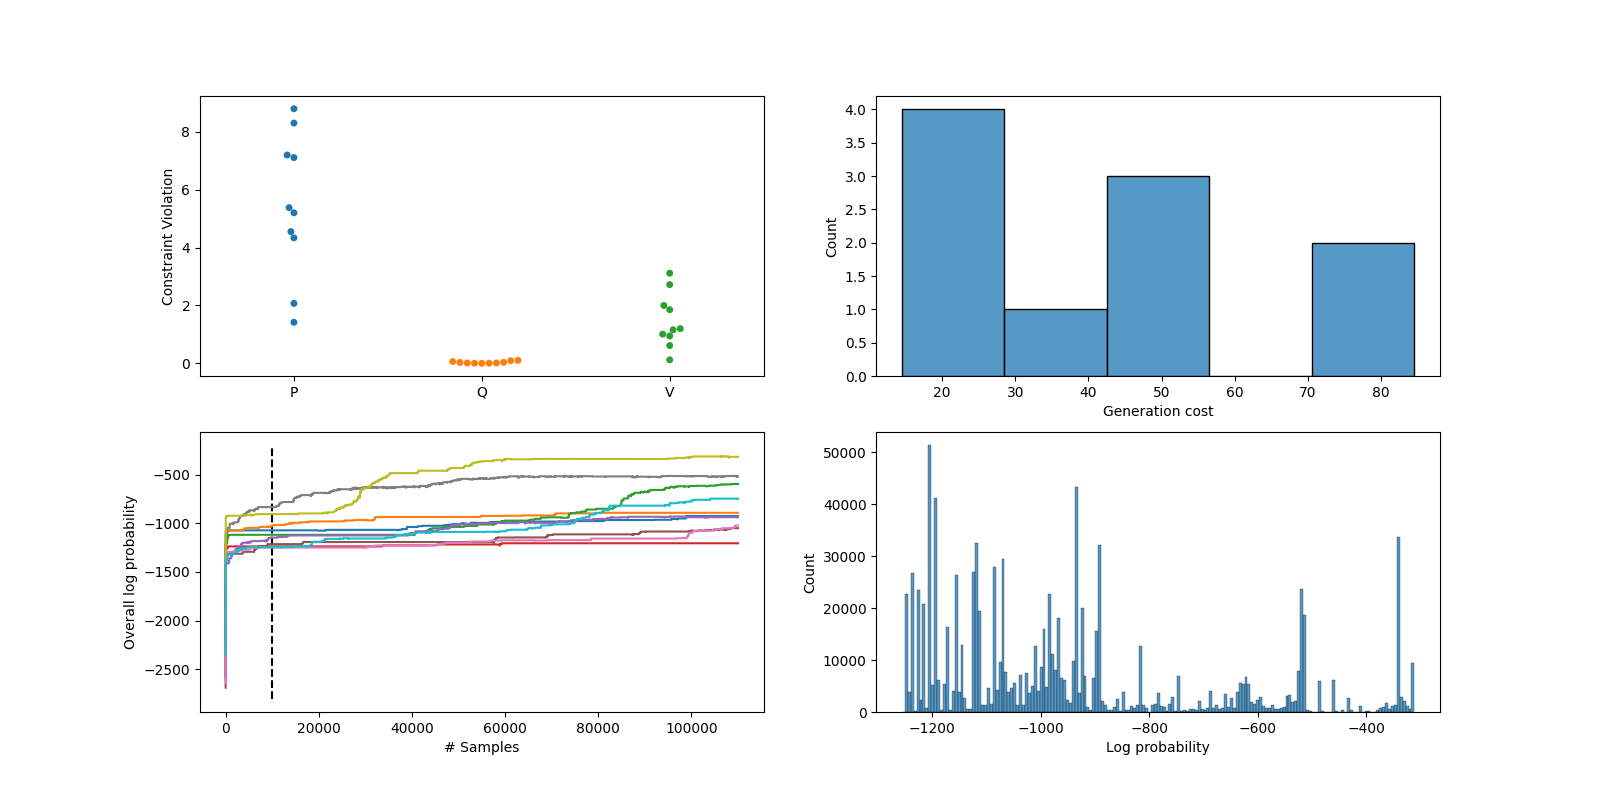 Constraint Violation
8
6
4
2
0
P Q V
Count
4.0
3.5
3.0
2.5
2.0
1.5
1.0
0.5
0.0
20 30 40 50 60 70 80
Generation cost
Overall log probability
−500
−1000
−1500
−2000
−2500
0 20000 40000 60000 80000 100000
# Samples
Count
50000
40000
30000
20000
10000
0
−1200 −1000 −800 −600 −400
Log probability